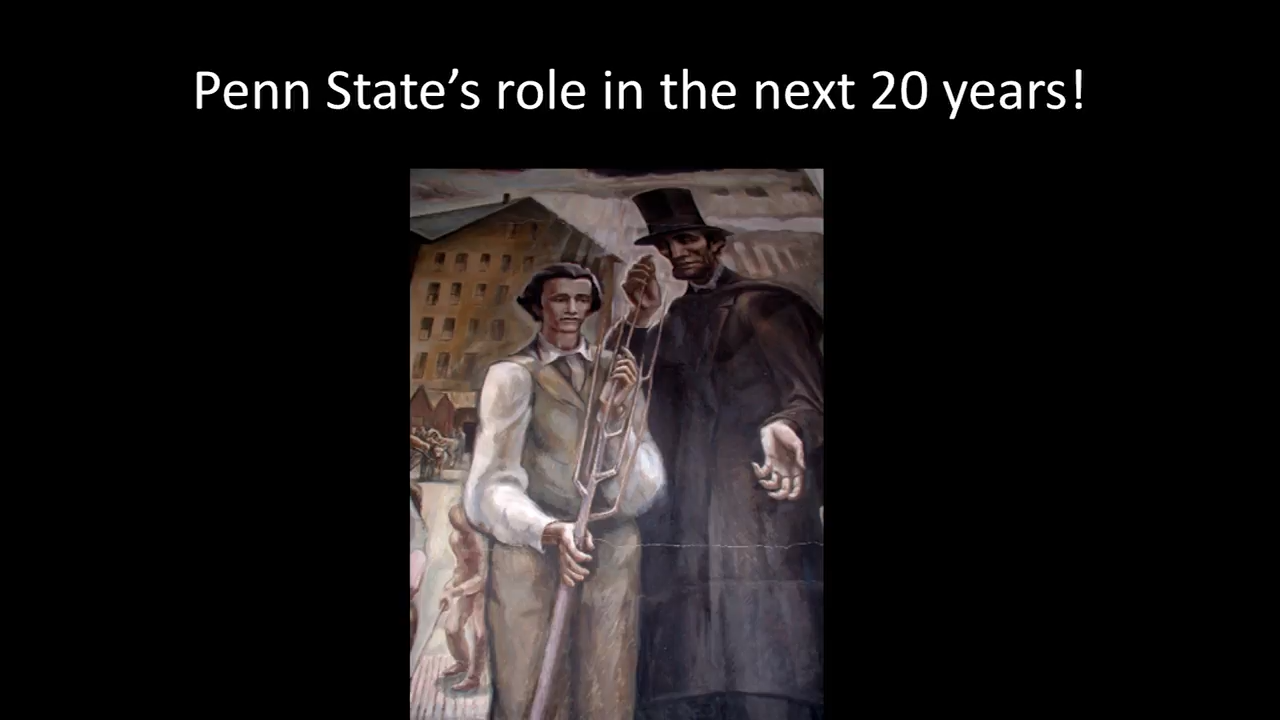 Penn State’s role in the next 20 years!